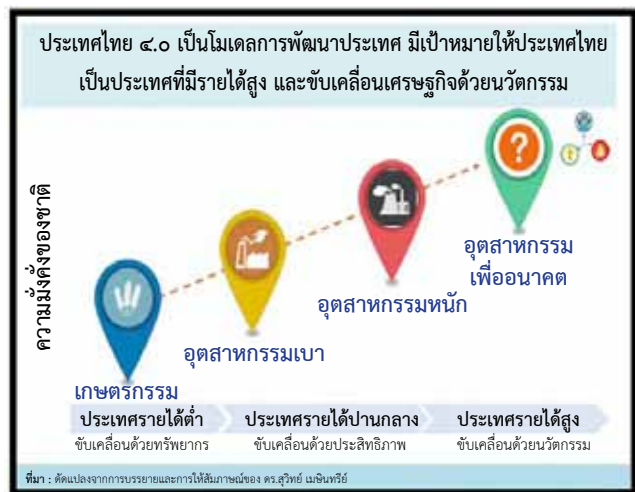 ประเทศไทย ๔.๐ เป็นโมเดลการพัฒนาประเทศ มีเป้าหมายให้ประเทศไทย
เป็นประเทศที่มีรายได้สูง และขับเคลื่อนเศรษฐกิจด้วยนวัตกรรม
ความมั่งคั่งของชาติ
?
อุตสาหกรรม
เพื่ออนาคต
อุตสาหกรรมหนัก
อุตสาหกรรมเบา
เกษตรกรรม
ประเทศรายได้ต่ำ ประเทศรายได้ปานกลาง ประเทศรายได้สูง
ขับเคลื่อนด้วยทรัพยากร ขับเคลื่อนด้วยประสิทธิภาพ ขับเคลื่อนด้วยนวัตกรรม
ที่มา : ดัดแปลงจากการบรรยายและการให้สัมภาษณ์ของ ดร.สุวิทย์ เมษินทรีย์